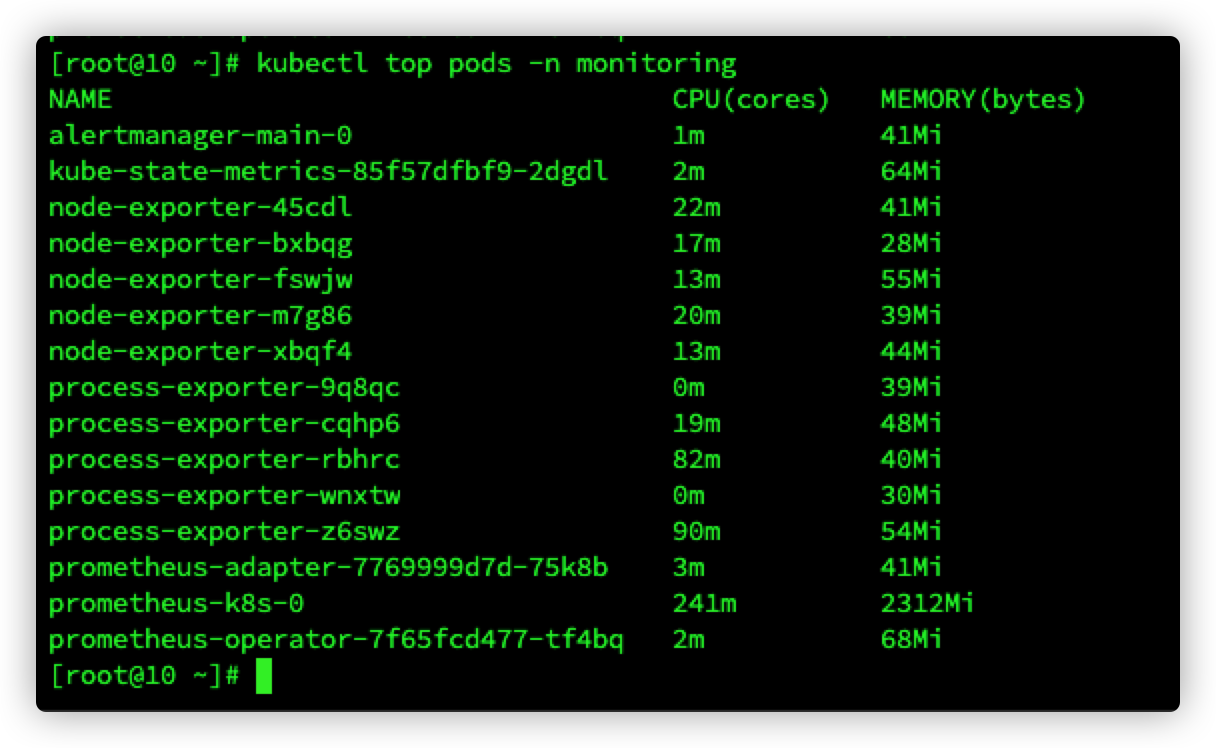 [root@10 ~]# kubectl top pods -n monitoring
NAME CPU(cores) MEMORY(bytes)
alertmanager-main-0 1m 41Mi
kube-state-metrics-85f57dfbf9-2dgdl 2m 64Mi
node-exporter-45cdl 22m 41Mi
node-exporter-bxbqg 17m 28Mi
node-exporter-fswjw 13m 55Mi
node-exporter-m7g86 20m 39Mi
node-exporter-xbqf4 13m 44Mi
process-exporter-9q8qc 0m 39Mi
process-exporter-cqhp6 19m 48Mi
process-exporter-rbhrc 82m 40Mi
process-exporter-wnxtw 0m 30Mi
process-exporter-z6swz 90m 54Mi
prometheus-adapter-7769999d7d-75k8b 3m 41Mi
prometheus-k8s-0 241m 2312Mi
prometheus-operator-7f65fcd477-tf4bq 2m 68Mi
[root@10 ~]#